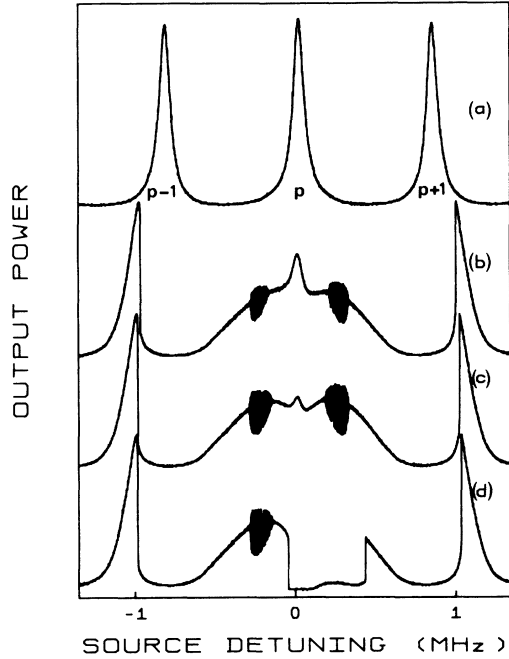 (a)
p-1 p p+1
(b)
(c)
(d)
OUTPUT POWER
-1 0 1
SOURCE DETUNING (MHz)